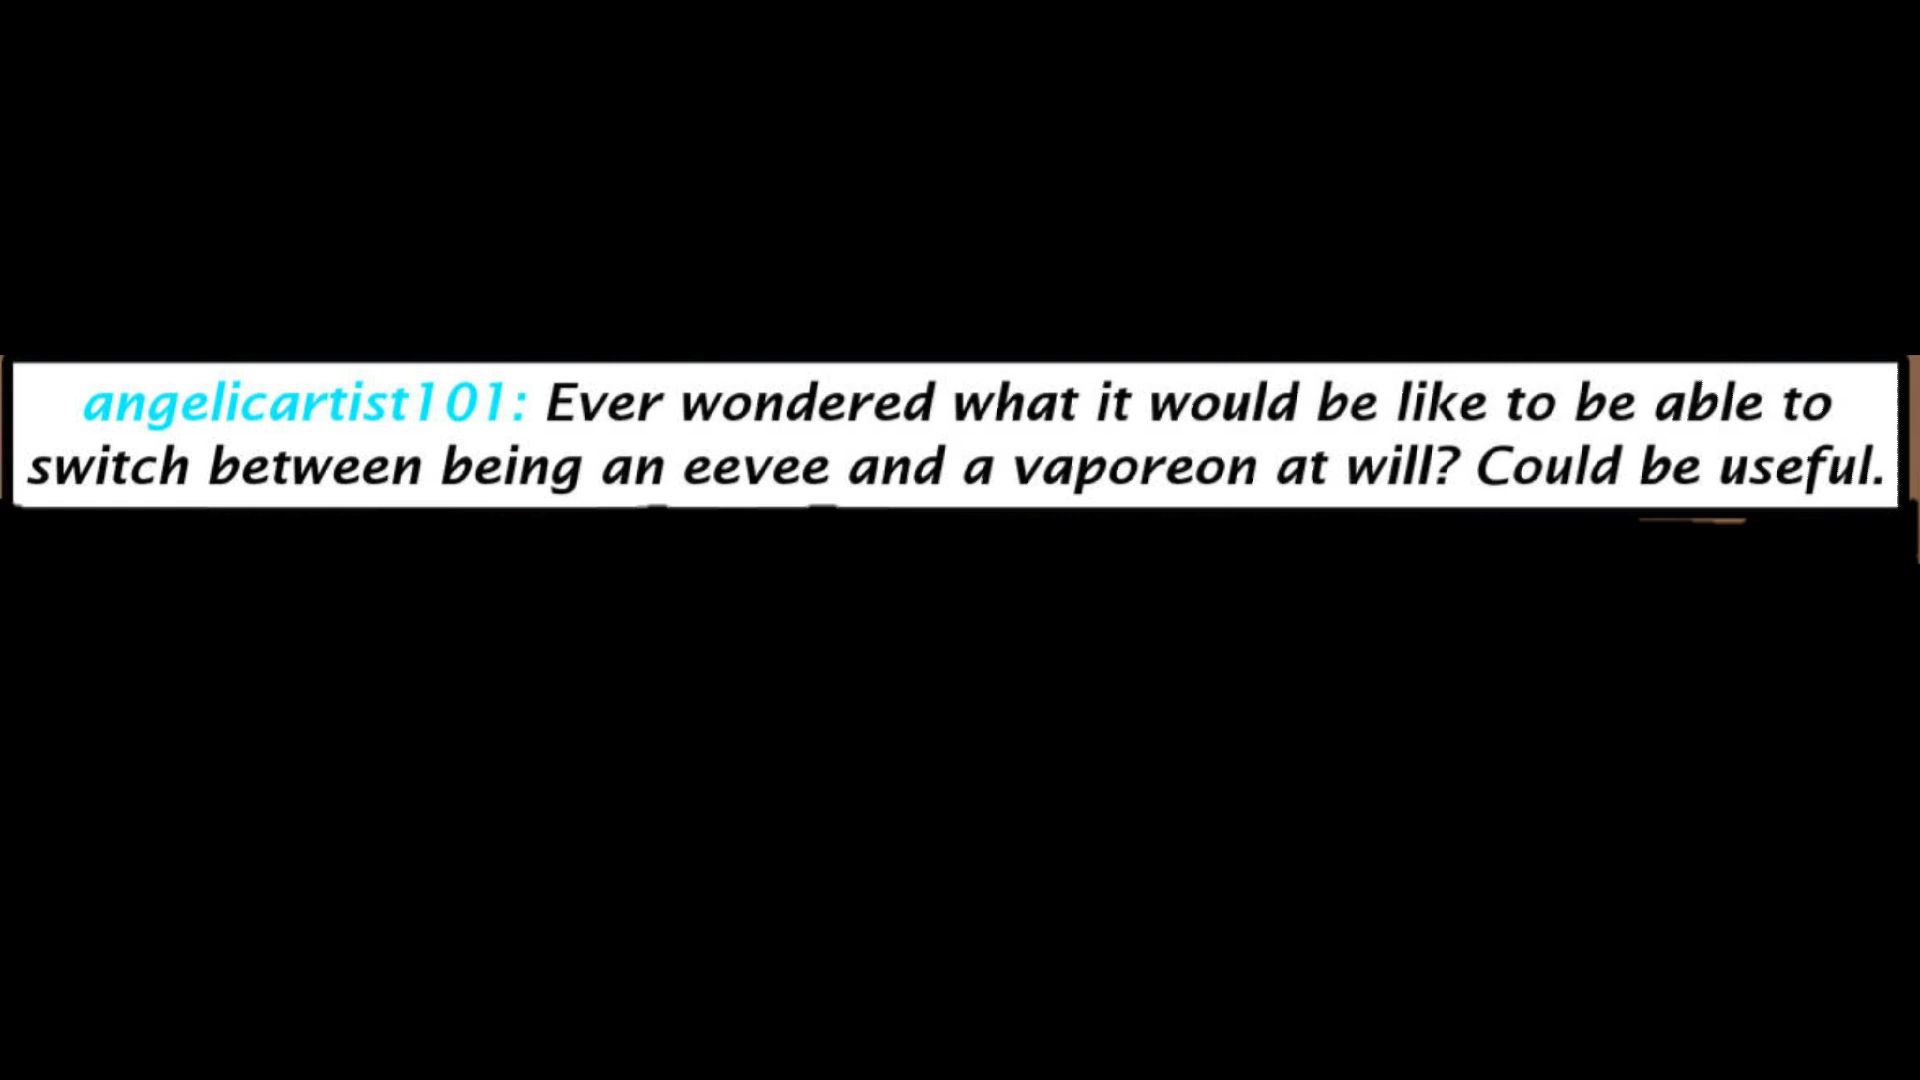 angelicartist101: Ever wondered what it would be like to be able to
switch between being an eevee and a vaporeon at will? Could be useful.